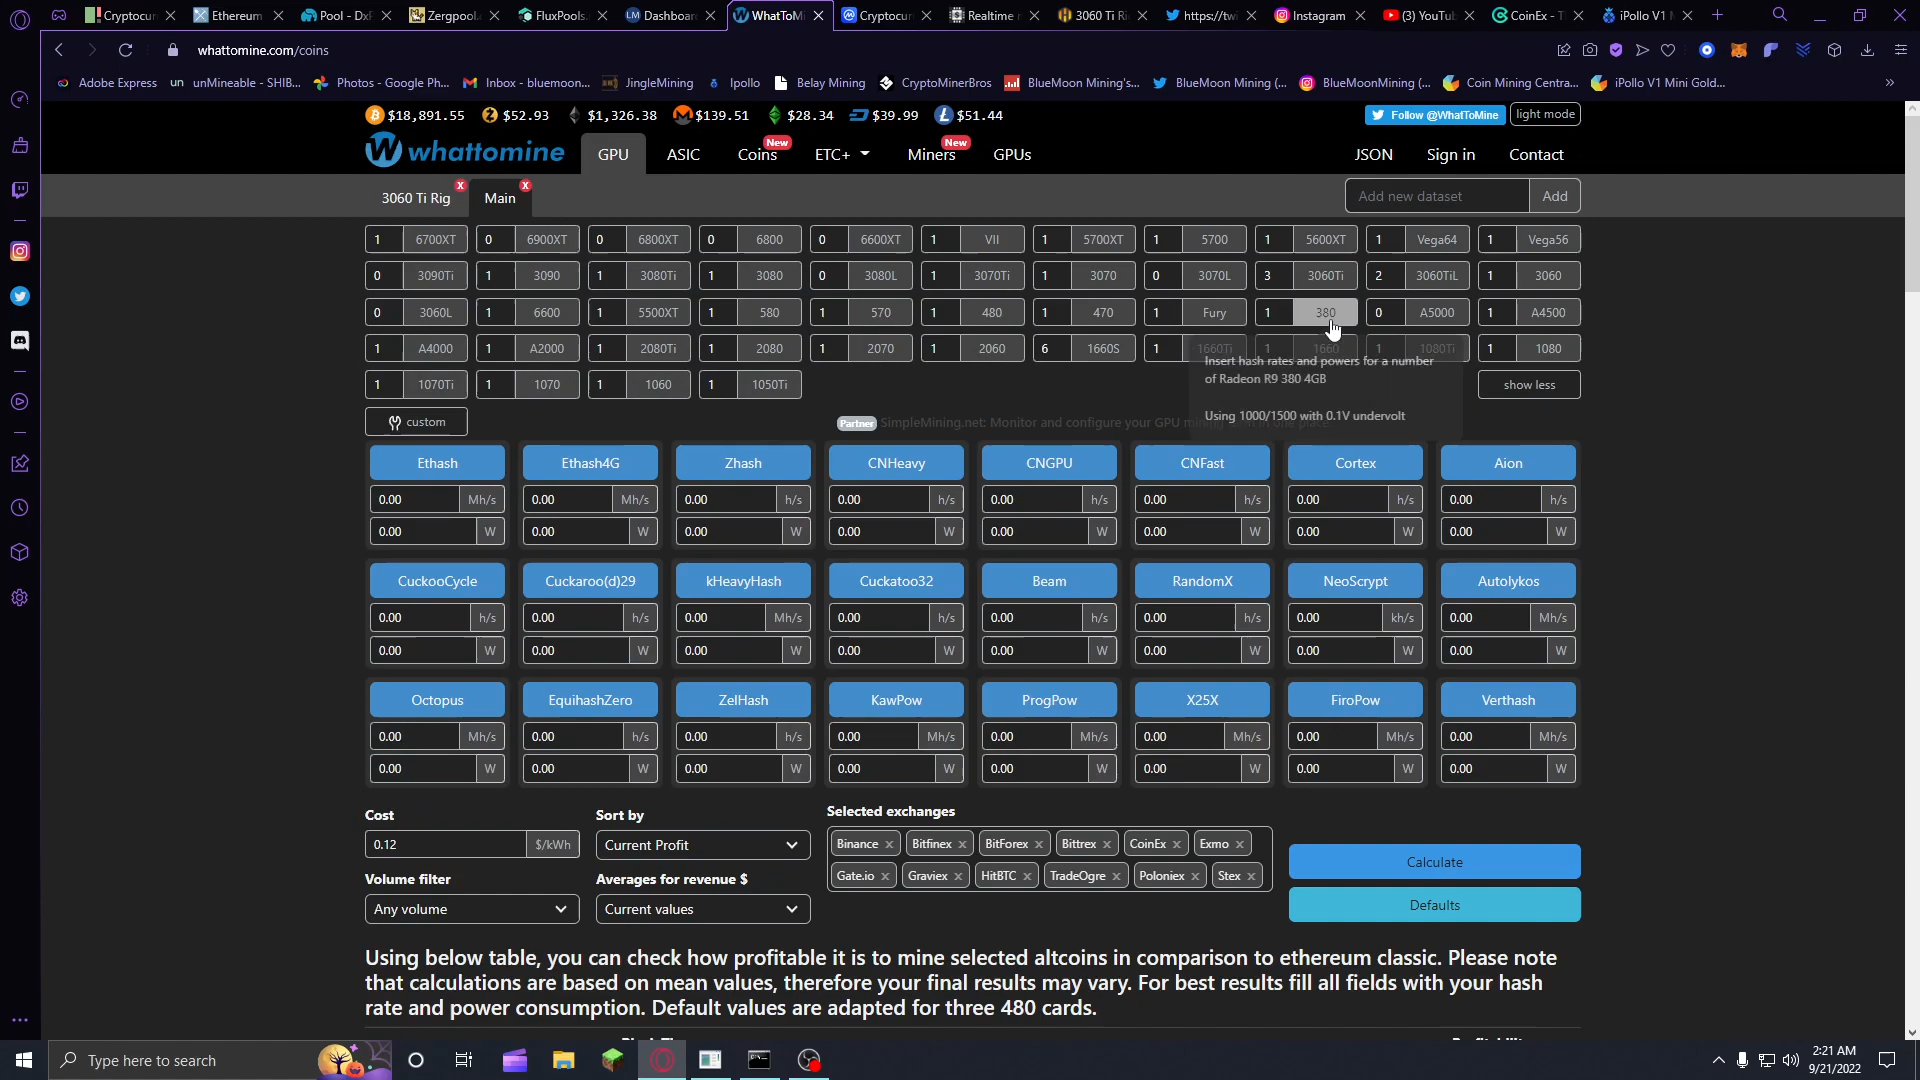 Cryptocur
Ethereum
Pool - DxP
Zergpool.
FluxPools.
LM Dashboar
WhatToMi
Cryptocur
Realtime
3060 Ti Ri
https://twi
Instagram
(3) YouTu
CoinEx - T
iPollo V1
whattomine.com/coins
Adobe Express
un unMineable - SHIB...
Photos - Google Ph...
Inbox - bluemoon...
JingleMining
Ipollo
Belay Mining
CryptoMinerBros
BlueMoon Mining's...
BlueMoon Mining (...
BlueMoonMining (...
Coin Mining Centra...
iPollo V1 Mini Gold...
$18,891.55 $52.93 $1,326.38 $139.51 $28.34 $39.99 $51.44
Follow @WhatToMine
light mode
whattomine
GPU ASIC Coins New ETC+ Miners New GPUs
JSON Sign in Contact
3060 Ti Rig X Main X
Add new dataset Add
1 6700XT 0 6900XT 0 6800XT 0 6800 0 6600XT 1 VII 1 5700XT 1 5700 1 5600XT 1 Vega64 1 Vega56
0 3090Ti 1 3090 1 3080Ti 1 3080 0 3080L 1 3070Ti 1 3070 0 3070L 3 3060Ti 2 3060TiL 1 3060
0 3060L 1 6600 1 5500XT 1 580 1 570 1 480 1 470 1 Fury 1 380 0 A5000 1 A4500
1 A4000 1 A2000 1 2080Ti 1 2080 1 2070 1 2060 6 1660S 1 1660Ti 1 1660 1 1080Ti 1 1080
Insert hash rates and powers for a number
of Radeon R9 380 4GB
Using 1000/1500 with 0.1V undervolt
1 1070Ti 1 1070 1 1060 1 1050Ti show less
custom
Partner SimpleMining.net: Monitor and configure your GPU mining in one place
Ethash Ethash4G Zhash CNHeavy CNGPU CNFast Cortex Aion
0.00 Mh/s 0.00 Mh/s 0.00 h/s 0.00 h/s 0.00 h/s 0.00 h/s 0.00 h/s 0.00 h/s
0.00 W 0.00 W 0.00 W 0.00 W 0.00 W 0.00 W 0.00 W 0.00 W
CuckooCycle Cuckaroo(d)29 kHeavyHash Cuckatoo32 Beam RandomX NeoScrypt Autolykos
0.00 h/s 0.00 h/s 0.00 Mh/s 0.00 h/s 0.00 h/s 0.00 h/s 0.00 kh/s 0.00 Mh/s
0.00 W 0.00 W 0.00 W 0.00 W 0.00 W 0.00 W 0.00 W 0.00 W
Octopus EquihashZero ZelHash KawPow ProgPow X25X FiroPow Verthash
0.00 Mh/s 0.00 h/s 0.00 h/s 0.00 Mh/s 0.00 Mh/s 0.00 Mh/s 0.00 Mh/s 0.00 Mh/s
0.00 W 0.00 W 0.00 W 0.00 W 0.00 W 0.00 W 0.00 W 0.00 W
Cost
0.12 $/kWh
Sort by
Current Profit
Volume filter
Any volume
Averages for revenue $
Current values
Selected exchanges
Binance × Bitfinex × BitForex × Bittrex × CoinEx × Exmo ×
Gate.io × Graviex × HitBTC × TradeOgre × Poloniex × Stex ×
Calculate
Defaults
Using below table, you can check how profitable it is to mine selected altcoins in comparison to ethereum classic. Please note
that calculations are based on mean values, therefore your final results may vary. For best results fill all fields with your hash
rate and power consumption. Default values are adapted for three 480 cards.
Type here to search
2:21 AM
9/21/2022